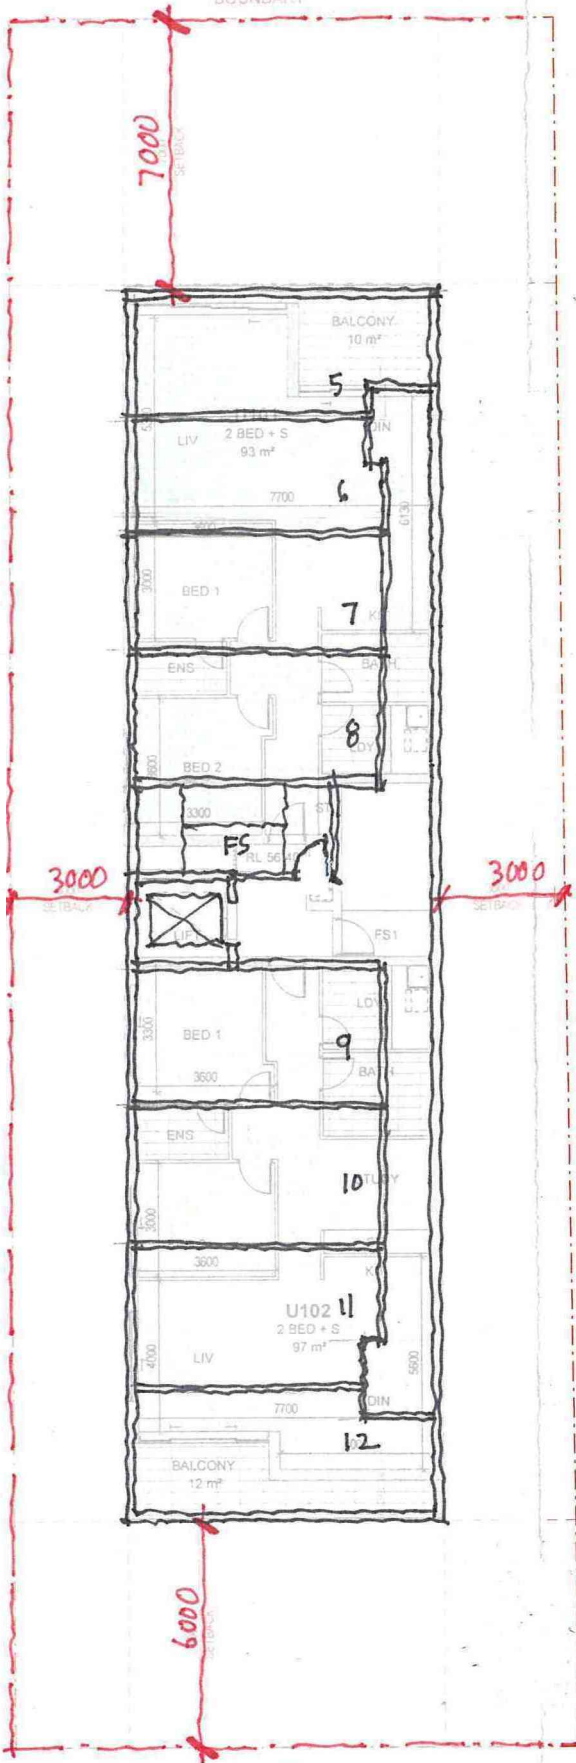 BOUNDARY
7000
SETBACK
BALCONY
10 m²
5
DIN
LIV
2 BED + S
93 m²
6
7700
6130
3600
3000
BED 1
7
ENS
BATH
8
LDY
BED 2
3300
ST
FS
3000
SETBACK
3000
SETBACK
LIFT
FS1
LDY
3300
BED 1
9
3600
BATH
ENS
10
3000
3600
U102
11
2 BED + S
97 m²
LIV
4000
5600
7700
DIN
12
BALCONY
12 m²
6000
SETBACK